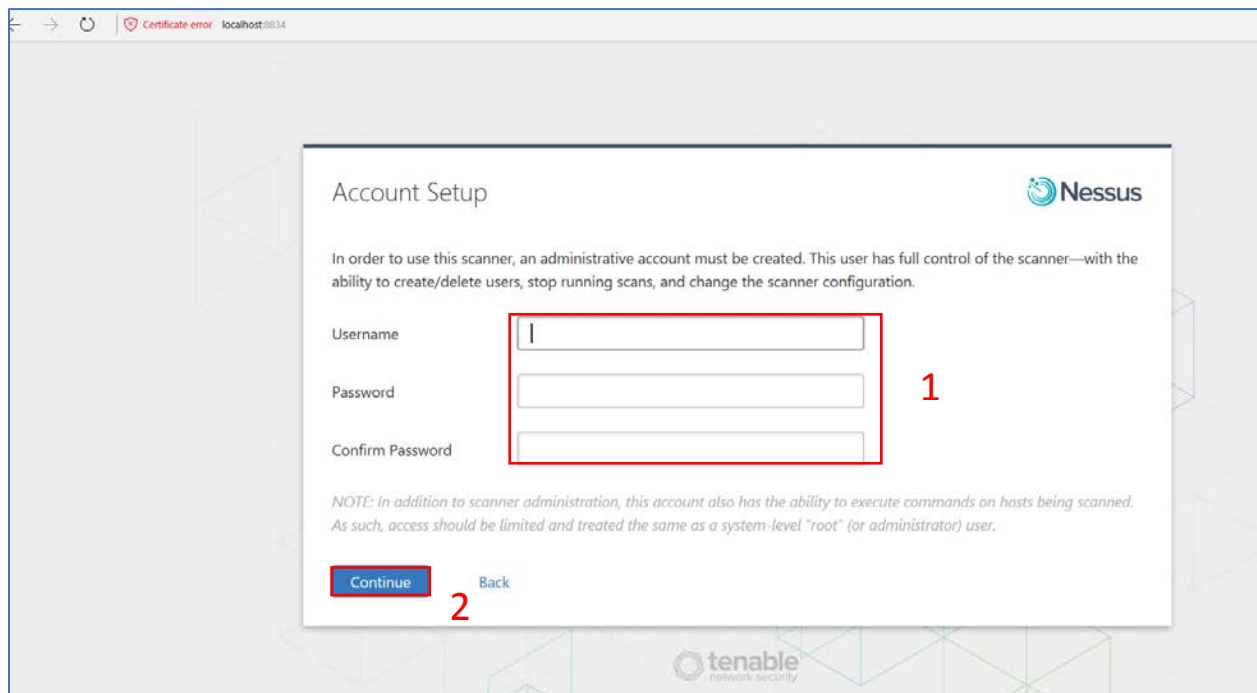 Certificate error localhost:8834
Account Setup
Nessus
In order to use this scanner, an administrative account must be created. This user has full control of the scanner—with the
ability to create/delete users, stop running scans, and change the scanner configuration.
Username
Password
1
Confirm Password
NOTE: In addition to scanner administration, this account also has the ability to execute commands on hosts being scanned.
As such, access should be limited and treated the same as a system-level "root" (or administrator) user.
Continue Back
2
tenable
network security